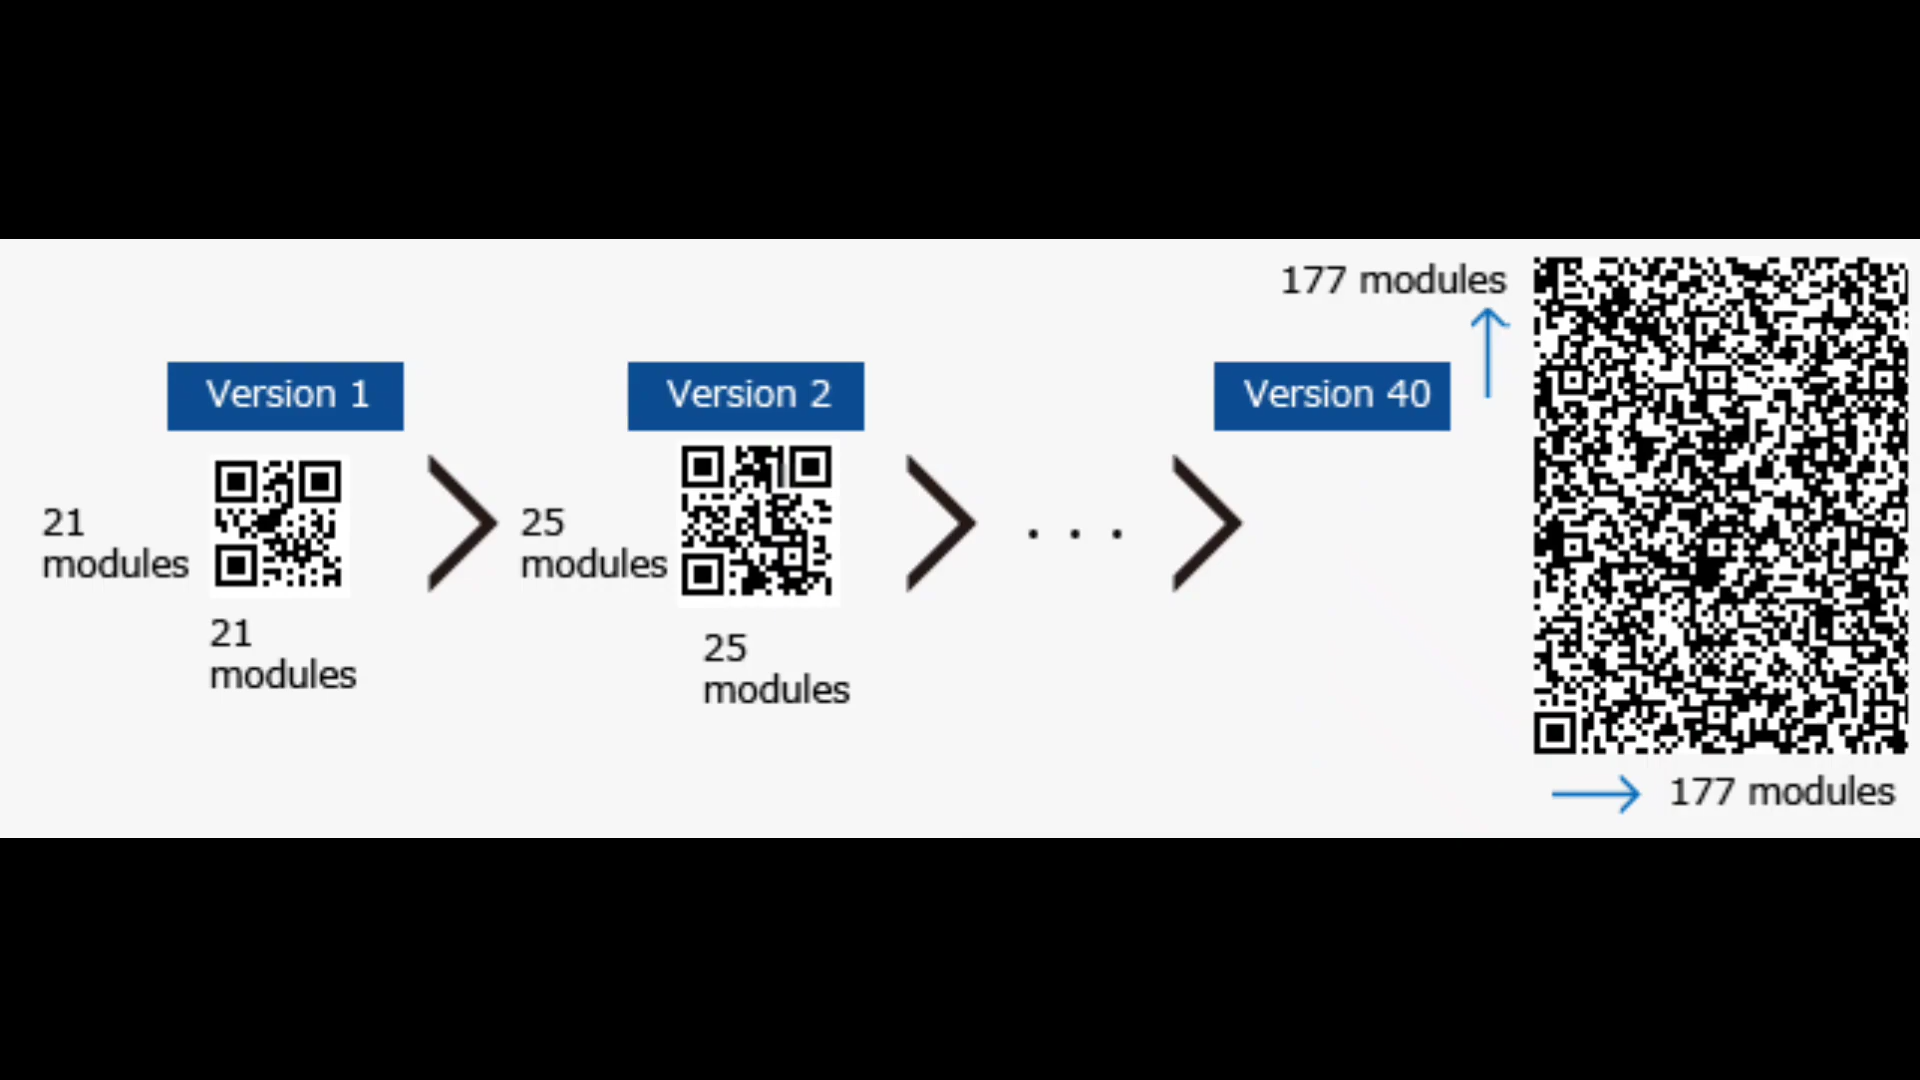 Version 1
21
modules
21
modules
Version 2
25
modules
25
modules
. . .
Version 40
177 modules
177 modules